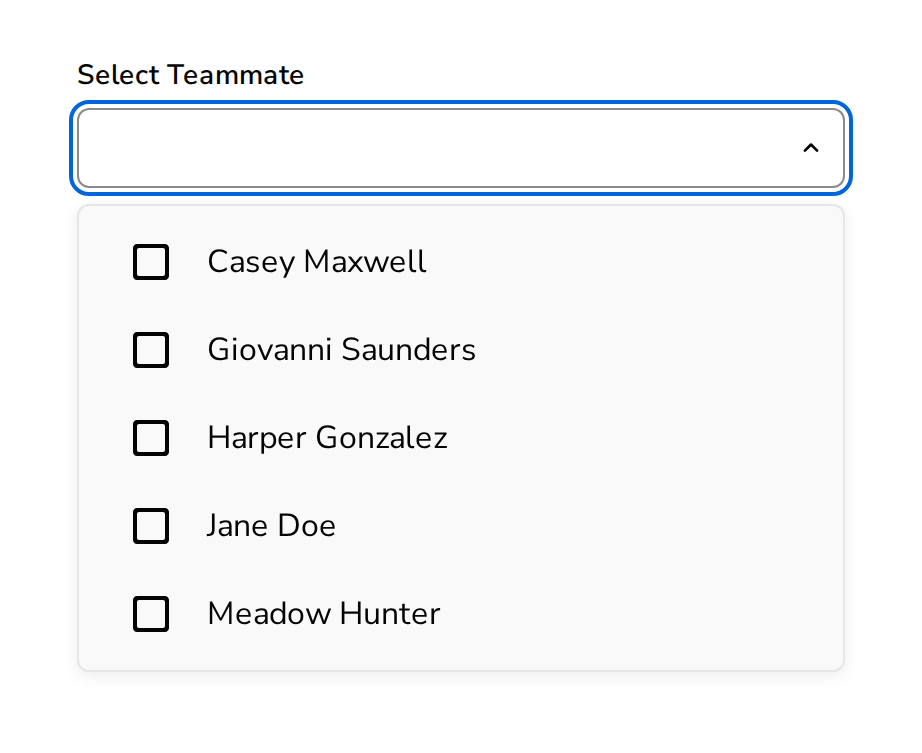 Select Teammate
Casey Maxwell
Giovanni Saunders
Harper Gonzalez
Jane Doe
Meadow Hunter